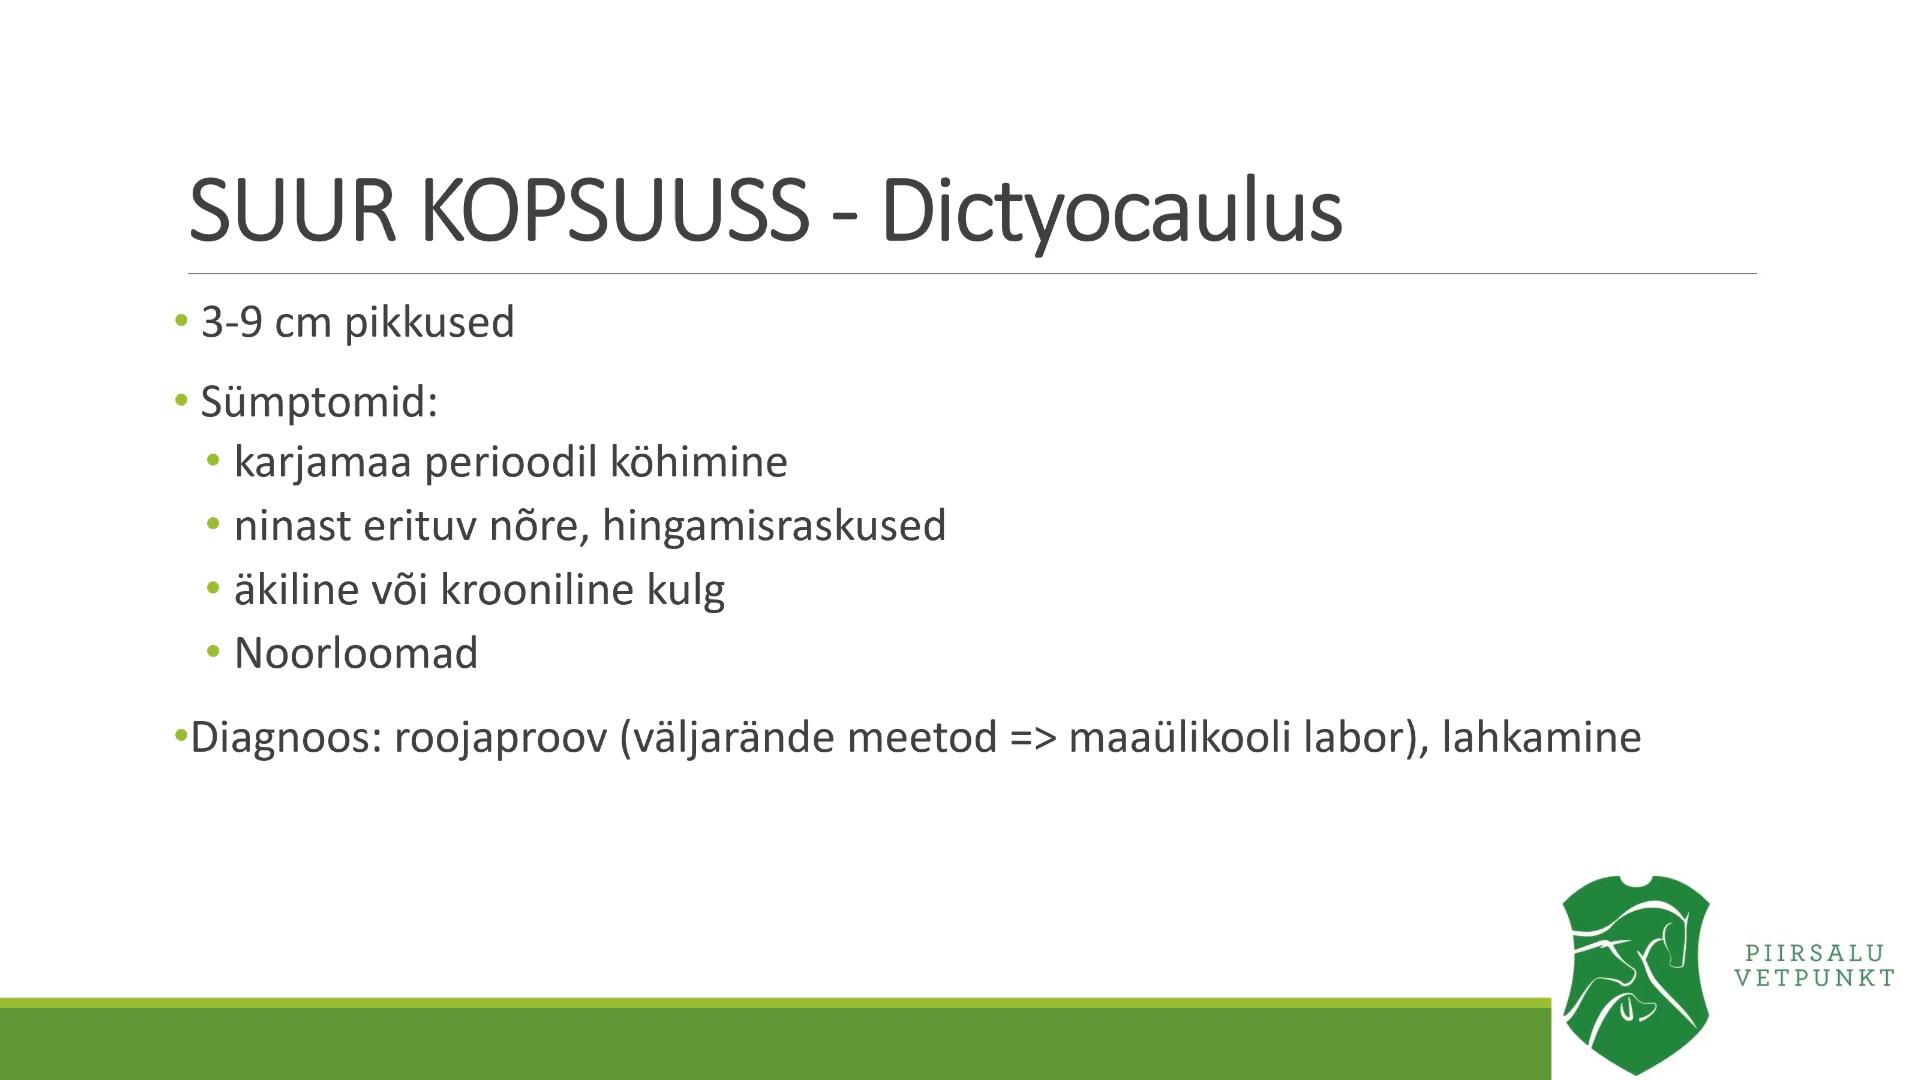 SUUR KOPSUUSS - Dictyocaulus
• 3-9 cm pikkused
• Sümptomid:
• karjamaa perioodil köhimine
• ninast erituv nõre, hingamisraskused
• äkiline või krooniline kulg
• Noorloomad
•Diagnoos: roojaproov (väljarände meetod => maaülikooli labor), lahkamine
PIIRSALU
VETPUNKT